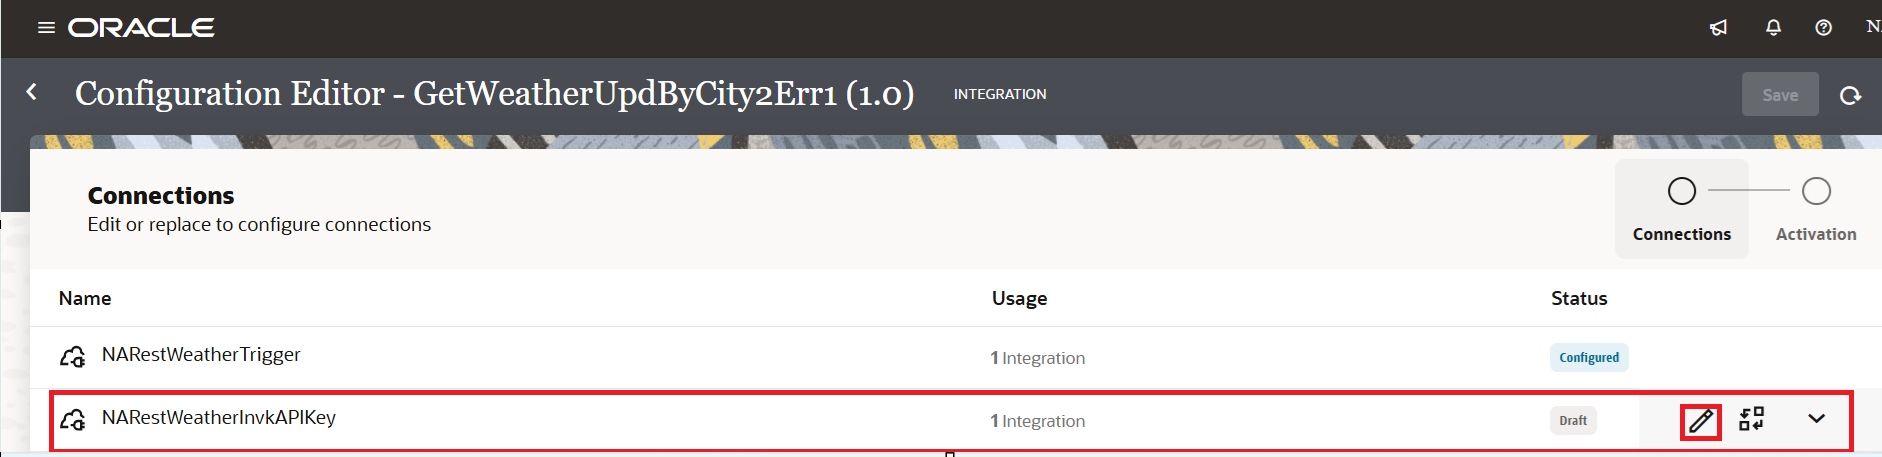 ORACLE
NA
Configuration Editor - GetWeatherUpdByCity2Err1 (1.0)
INTEGRATION
Save
Connections
Edit or replace to configure connections
Connections
Activation
Name
Usage
Status
NARestWeatherTrigger
1 Integration
Configured
NARestWeatherInvkAPIKey
1 Integration
Draft